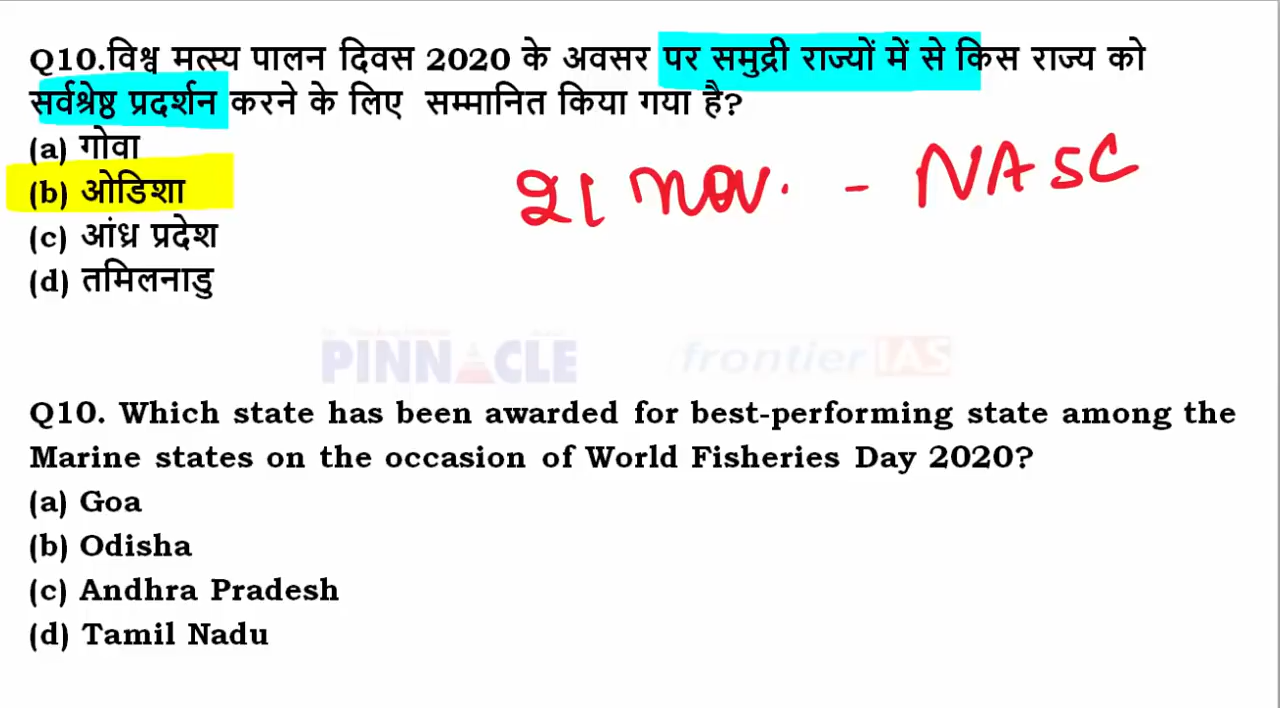 Q10.विश्व मत्स्य पालन दिवस 2020 के अवसर पर समुद्री राज्यों में से किस राज्य को
सर्वश्रेष्ठ प्रदर्शन करने के लिए सम्मानित किया गया है?
(a) गोवा
(b) ओडिशा
(c) आंध्र प्रदेश
(d) तमिलनाडु
21 Nov. - NASC
PINNACLE frontier IAS
Q10. Which state has been awarded for best-performing state among the
Marine states on the occasion of World Fisheries Day 2020?
(a) Goa
(b) Odisha
(c) Andhra Pradesh
(d) Tamil Nadu